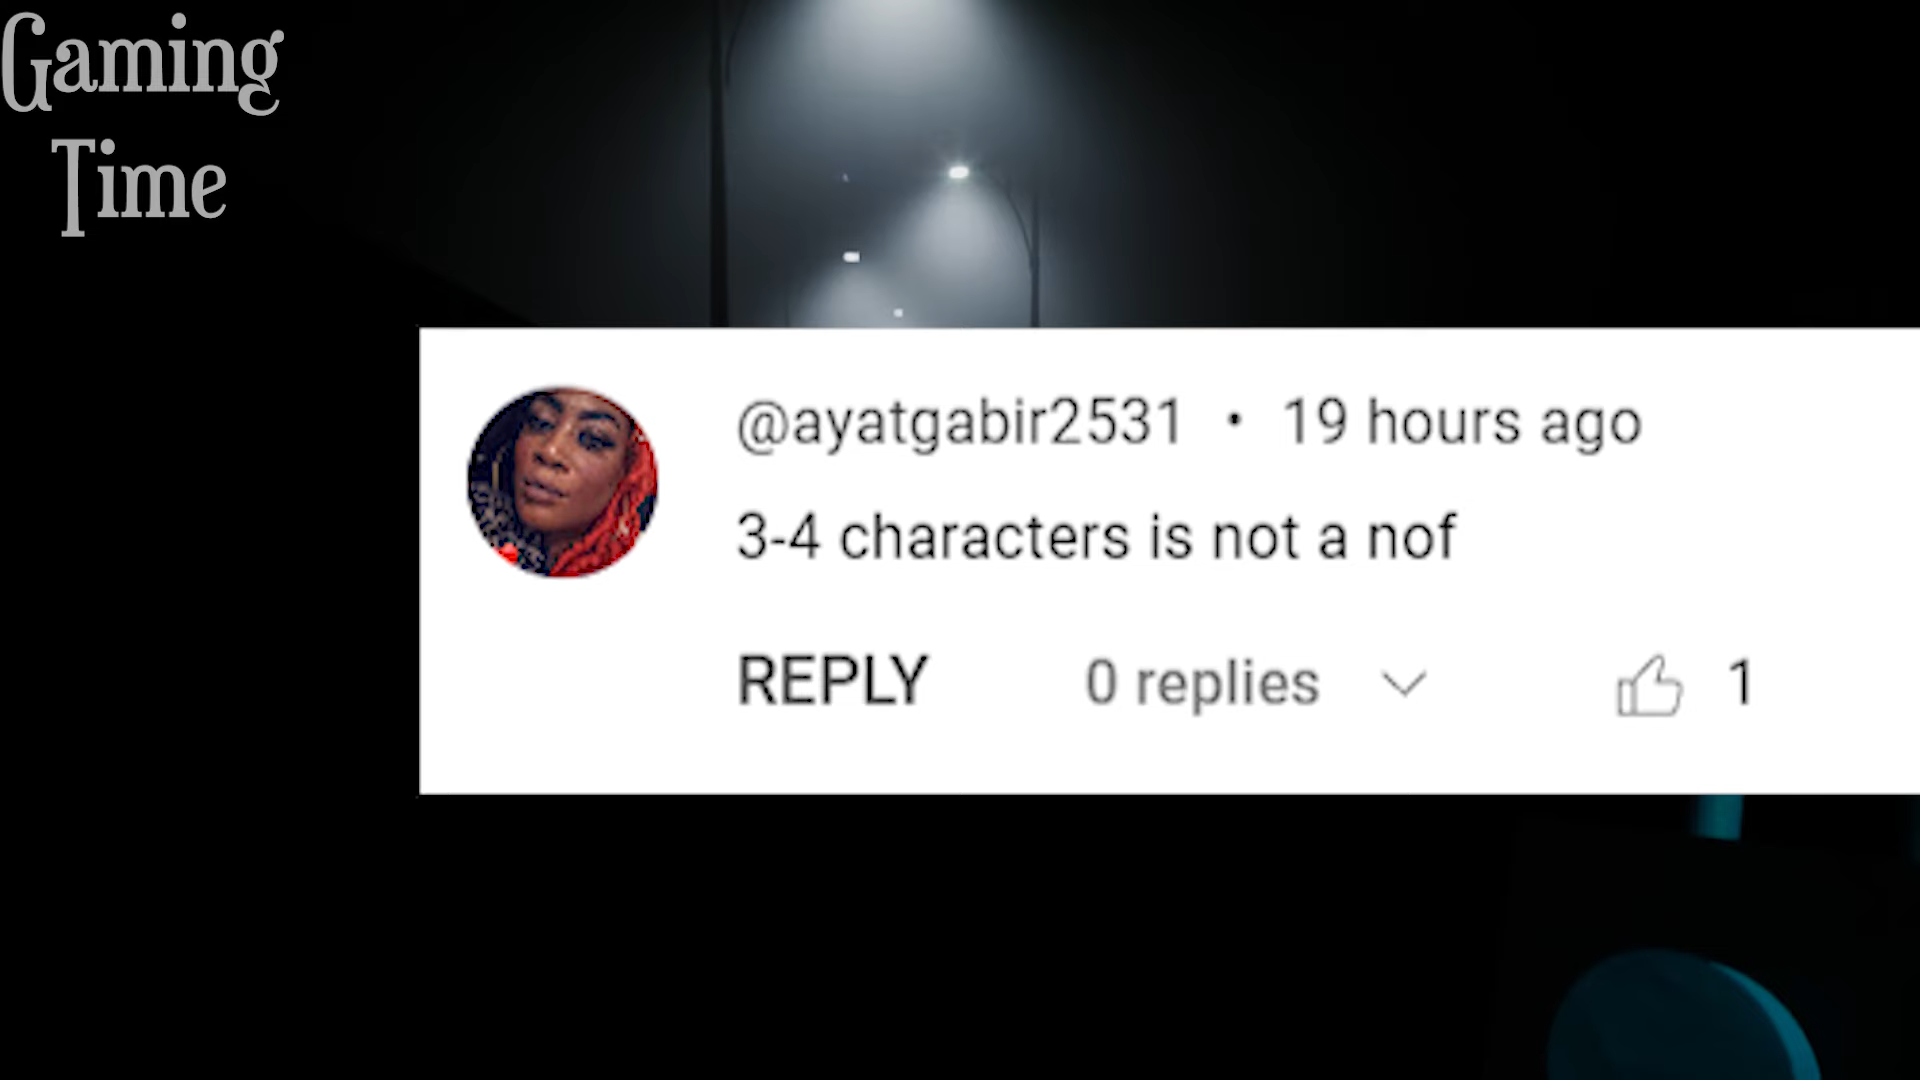 Gaming
Time
@ayatgabir2531 • 19 hours ago
3-4 characters is not a nof
REPLY 0 replies 1